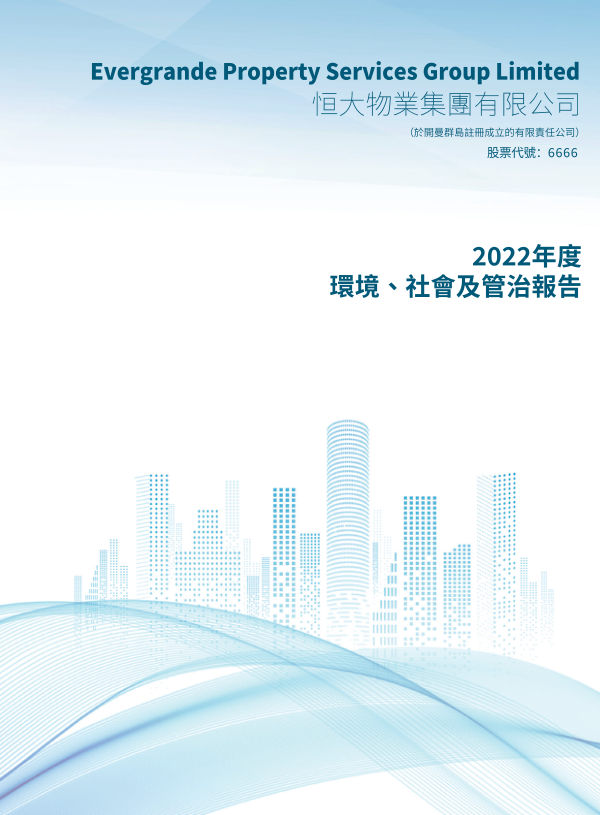 Evergrande Property Services Group Limited
恒大物業集團有限公司
（於開曼群島註冊成立的有限責任公司）
股票代號：6666
2022年度
環境、社會及管治報告